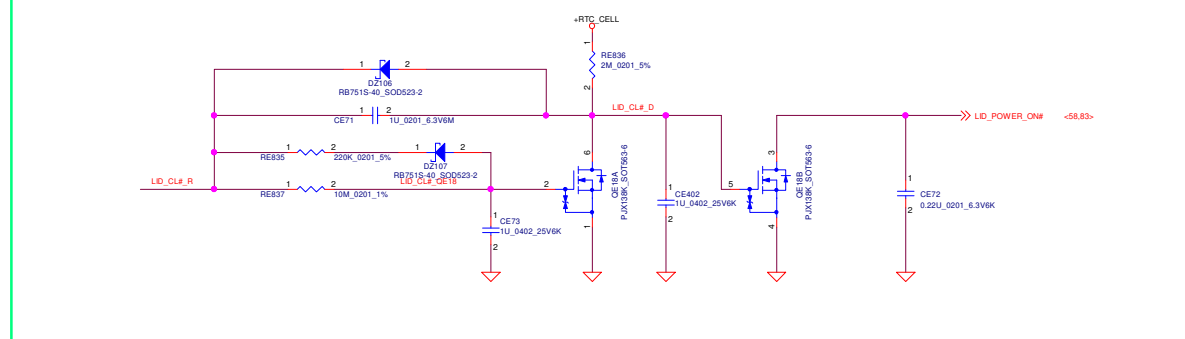 +RTC_CELL
1
RE836
2M_0201_5%
2
1 2
DZ106
RB751S-40_SOD523-2
LID_CL#_D
1 2
CE71 1U_0201_6.3V6M
LID_POWER_ON# <58,83>
1 2 1 2
RE835 220K_0201_5%
DZ107
RB751S-40_SOD523-2
LID_CL#_R
1 2
LID_CL#_QE18
RE837 10M_0201_1%
2
6
QE18A
PJX138K_SOT563-6
1
1
CE73
1U_0402_25V6K
2
1
CE402
1U_0402_25V6K
2
5
3
QE18B
PJX138K_SOT563-6
4
1
CE72
0.22U_0201_6.3V6K
2